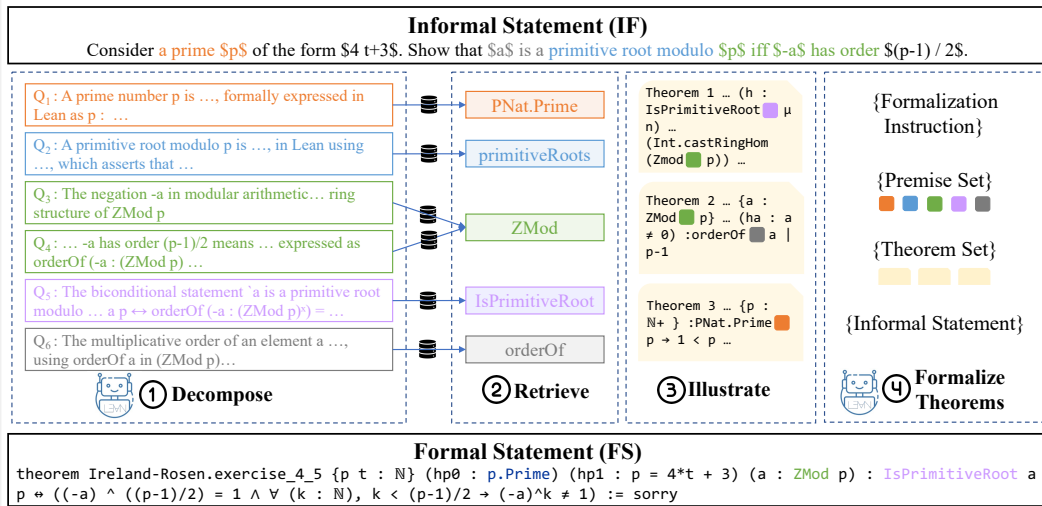 Informal Statement (IF)
Consider a prime $p$ of the form $4 t+3$. Show that $a$ is a primitive root modulo $p$ iff $-a$ has order $(p-1) / 2$.
Q1 : A prime number p is …, formally expressed in
Lean as p : …
Q2 : A primitive root modulo p is …, in Lean using
…, which asserts that …
Q3 : The negation -a in modular arithmetic… ring
structure of ZMod p
Q4 : … -a has order (p-1)/2 means … expressed as
orderOf (-a : (ZMod p) …
Q5 : The biconditional statement `a is a primitive root
modulo … a p ↔ orderOf (-a : (ZMod p)ˣ) = …
Q6 : The multiplicative order of an element a …,
using orderOf a in (ZMod p)…
LEAN
1 Decompose
PNat.Prime
primitiveRoots
ZMod
IsPrimitiveRoot
orderOf
2 Retrieve
Theorem 1 … (h :
IsPrimitiveRoot μ
n) …
(Int.castRingHom
(Zmod p)) …
Theorem 2 … {a :
ZMod p} … (ha : a
≠ 0) :orderOf a |
p-1
Theorem 3 … {p :
ℕ+ } :PNat.Prime
p → 1 < p …
3 Illustrate
{Formalization
Instruction}
{Premise Set}
{Theorem Set}
{Informal Statement}
LEAN
4 Formalize
Theorems
Formal Statement (FS)
theorem Ireland-Rosen.exercise_4_5 {p t : ℕ} (hp0 : p.Prime) (hp1 : p = 4*t + 3) (a : ZMod p) : IsPrimitiveRoot a
p ↔ ((-a) ^ ((p-1)/2) = 1 ∧ ∀ (k : ℕ), k < (p-1)/2 → (-a)^k ≠ 1) := sorry